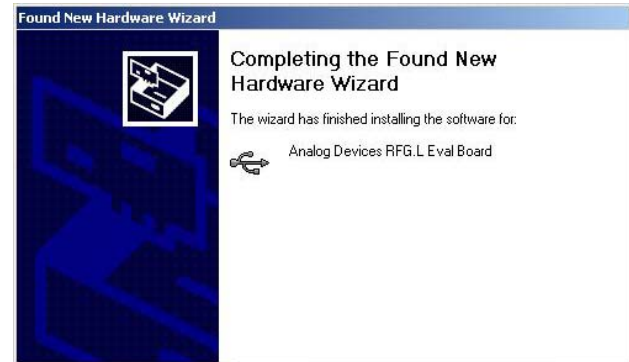 Found New Hardware Wizard
Completing the Found New
Hardware Wizard
The wizard has finished installing the software for:
Analog Devices RFG.L Eval Board